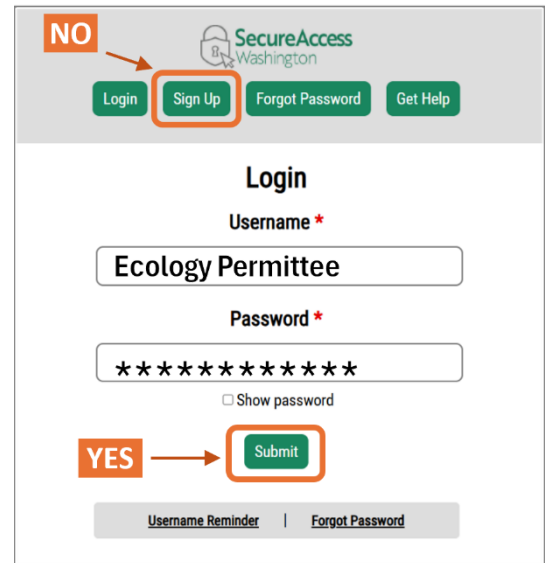 NO
SecureAccess
Washington
Login Sign Up Forgot Password Get Help
Login
Username *
Ecology Permittee
Password *
************
Show password
YES
Submit
Username Reminder | Forgot Password